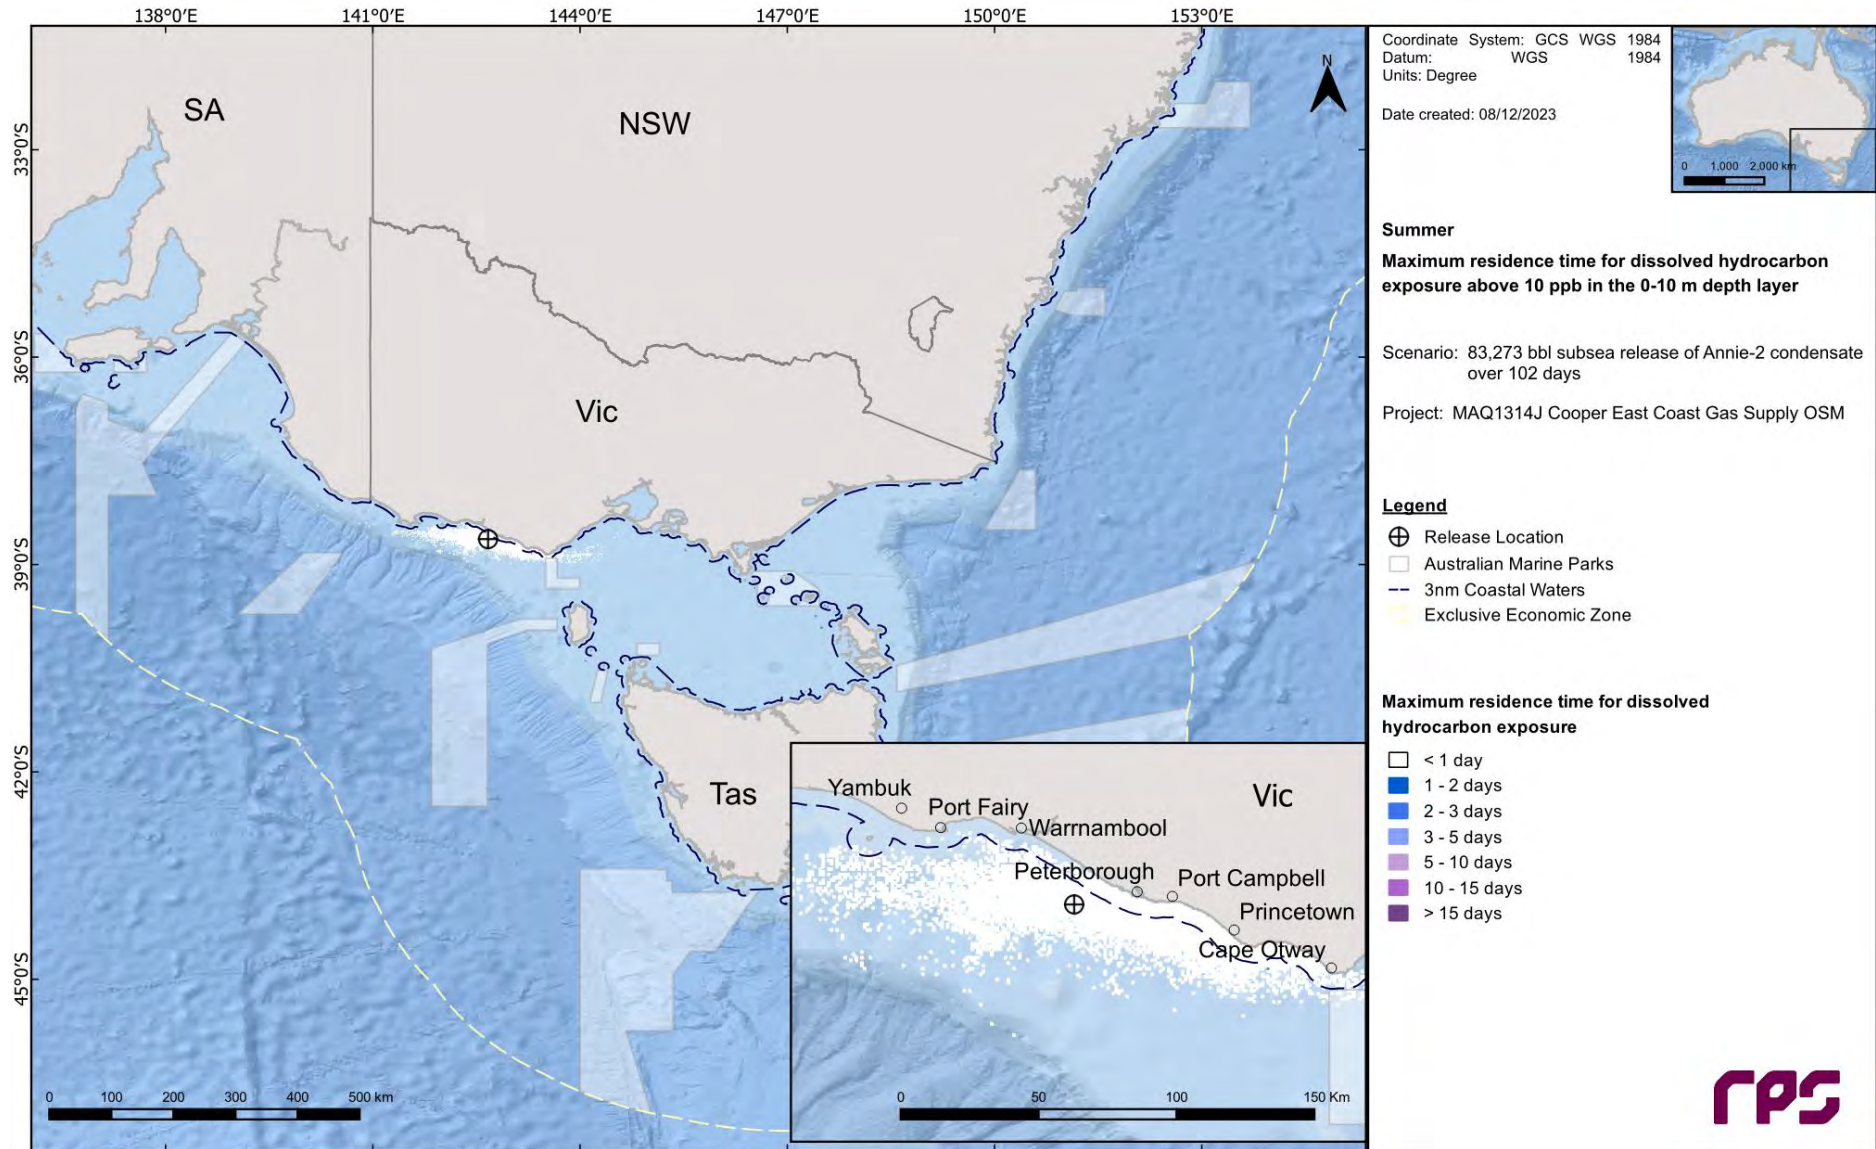 138°0'E 141°0'E 144°0'E 147°0'E 150°0'E 153°0'E
33°0'S
36°0'S
39°0'S
42°0'S
45°0'S
SA
NSW
Vic
Tas
N
0 100 200 300 400 500 km
Yambuk
Port Fairy
Warrnambool
Vic
Peterborough
Port Campbell
Princetown
Cape Otway
0 50 100 150 Km
Coordinate System: GCS WGS 1984
Datum: WGS 1984
Units: Degree
Date created: 08/12/2023
0 1,000 2,000 km
Summer
Maximum residence time for dissolved hydrocarbon
exposure above 10 ppb in the 0-10 m depth layer
Scenario: 83,273 bbl subsea release of Annie-2 condensate
over 102 days
Project: MAQ1314J Cooper East Coast Gas Supply OSM
Legend
Release Location
Australian Marine Parks
3nm Coastal Waters
Exclusive Economic Zone
Maximum residence time for dissolved
hydrocarbon exposure
< 1 day
1 - 2 days
2 - 3 days
3 - 5 days
5 - 10 days
10 - 15 days
> 15 days
rps